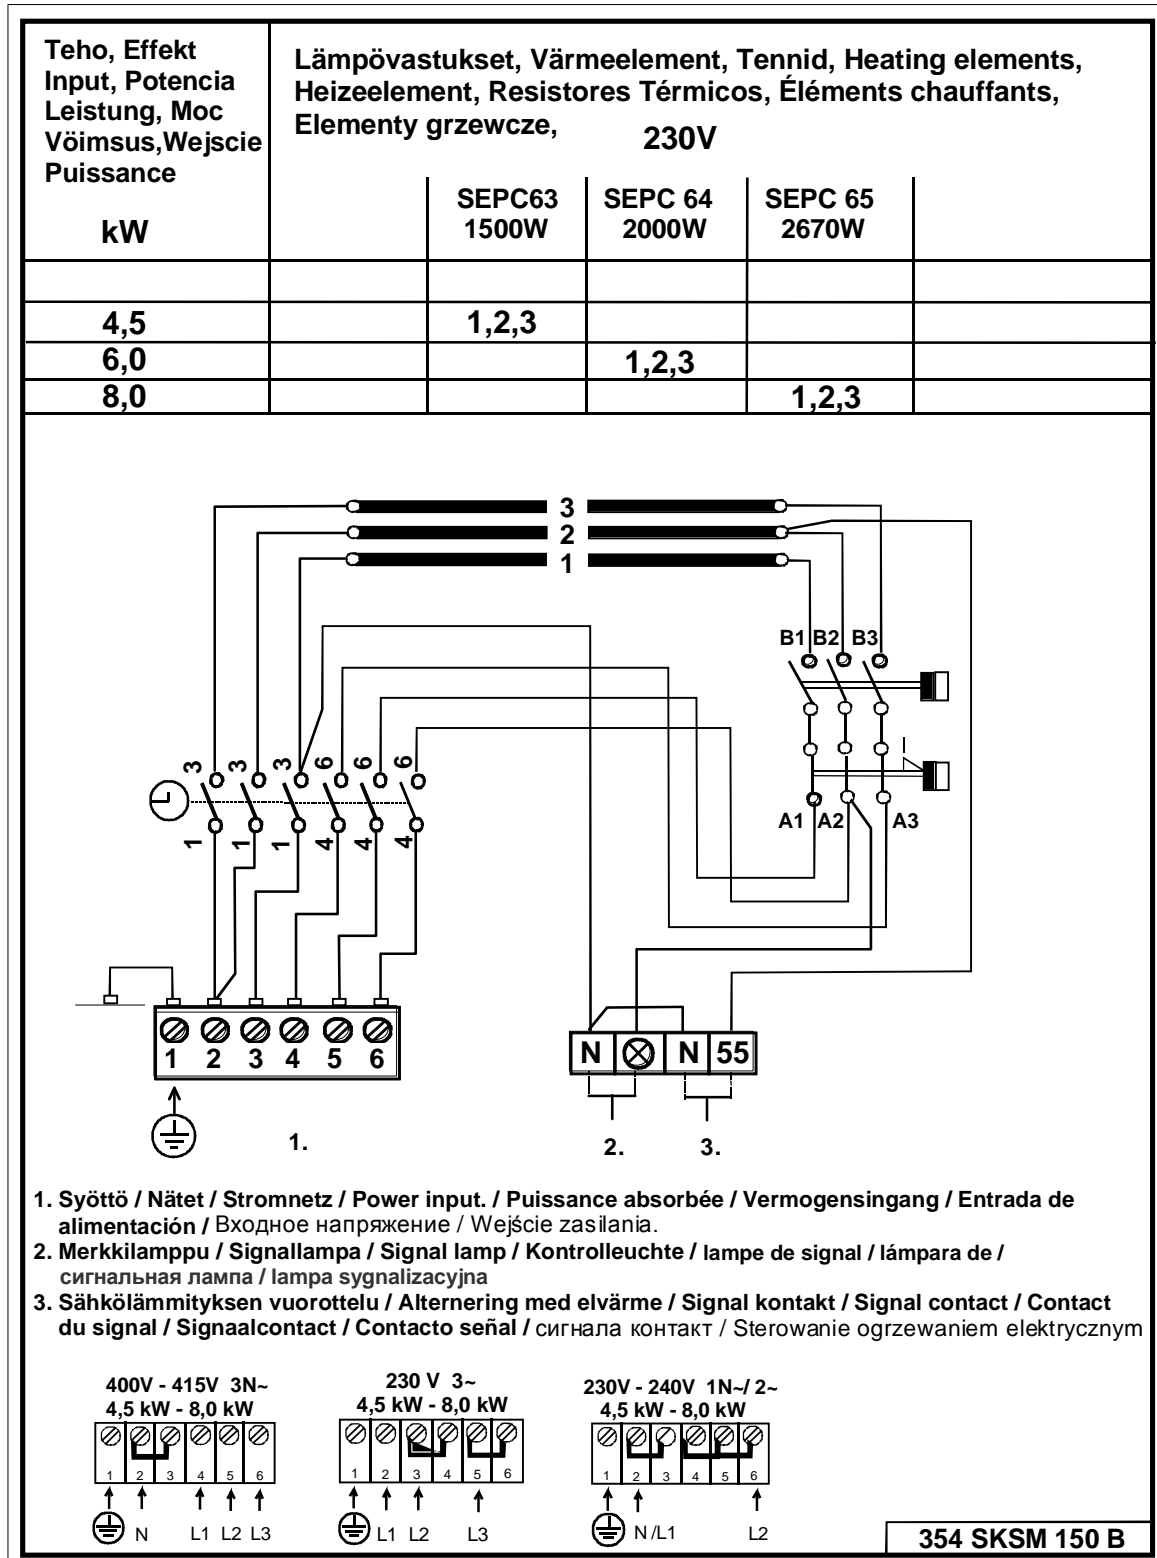 Teho, Effekt
Input, Potencia
Leistung, Moc
Vöimsus,Wejscie
Puissance
kW
Lämpövastukset, Värmeelement, Tennid, Heating elements,
Heizeelement, Resistores Térmicos, Éléments chauffants,
Elementy grzewcze, 230V
SEPC63 SEPC 64 SEPC 65
1500W 2000W 2670W
4,5 1,2,3
6,0 1,2,3
8,0 1,2,3
3
2
1
B1 B2 B3
3 3 3 6 6 6
A1 A2 A3
1 1 1 4 4 4
N N 55
1 2 3 4 5 6
1. 2. 3.
1. Syöttö / Nätet / Stromnetz / Power input. / Puissance absorbée / Vermogensingang / Entrada de
alimentación / Входное напряжение / Wejście zasilania.
2. Merkkilamppu / Signallampa / Signal lamp / Kontrolleuchte / lampe de signal / lámpara de /
сигнальная лампа / lampa sygnalizacyjna
3. Sähkölämmityksen vuorottelu / Alternering med elvärme / Signal kontakt / Signal contact / Contact
du signal / Signaalcontact / Contacto señal / сигнала контакт / Sterowanie ogrzewaniem elektrycznym
400V - 415V 3N~
4,5 kW - 8,0 kW
1 2 3 4 5 6
N L1 L2 L3
230 V 3~
4,5 kW - 8,0 kW
1 2 3 4 5 6
L1 L2 L3
230V - 240V 1N~/ 2~
4,5 kW - 8,0 kW
1 2 3 4 5 6
N /L1 L2
354 SKSM 150 B